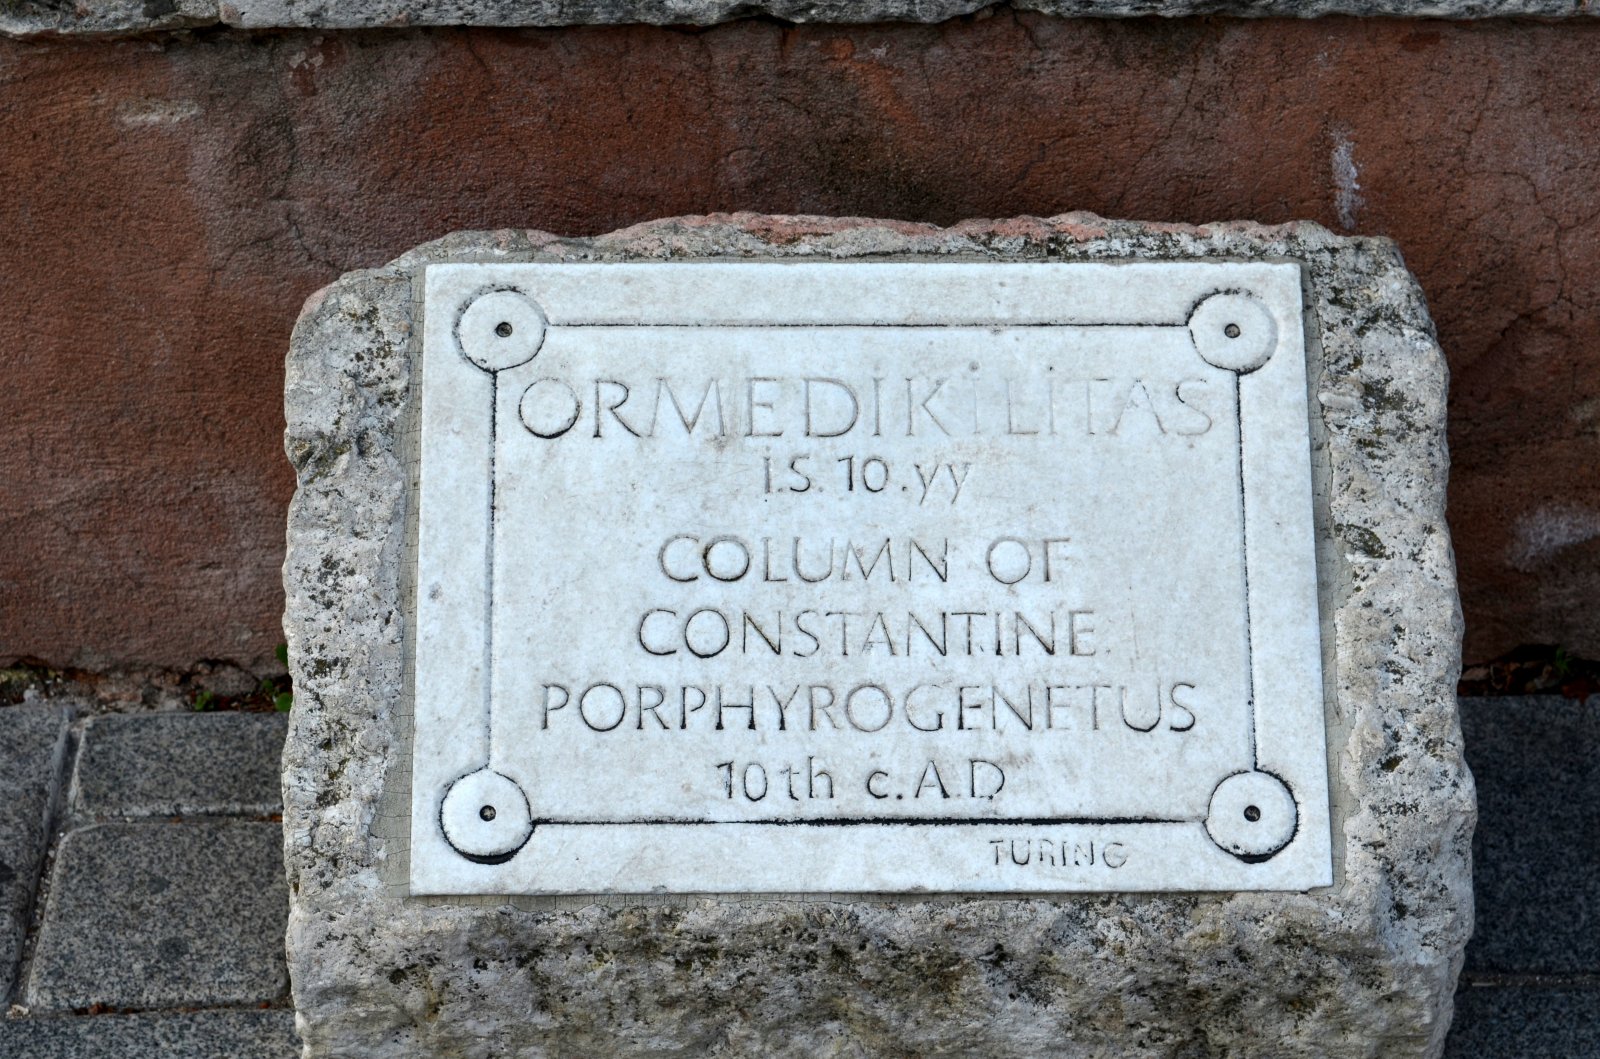 ORMEDİKİLİTAŞ
İ.S. 10.yy
COLUMN OF
CONSTANTINE
PORPHYROGENETUS
10th c.A.D
TURING